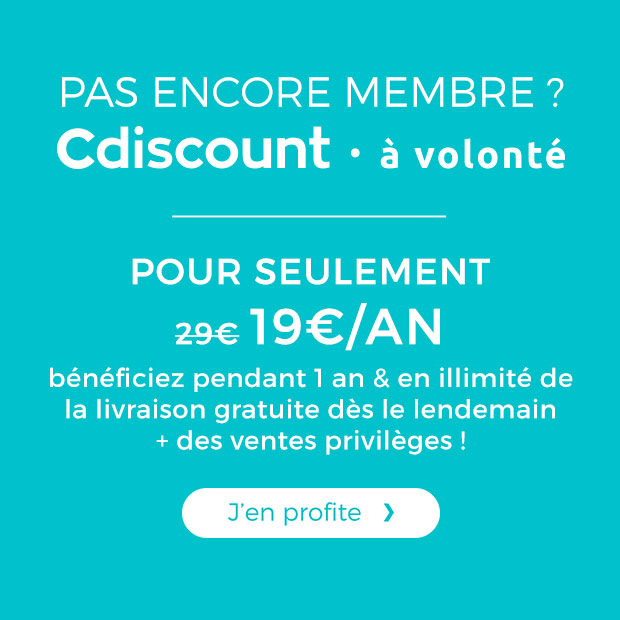 PAS ENCORE MEMBRE ?
Cdiscount • à volonté
POUR SEULEMENT
29€ 19€/AN
bénéficiez pendant 1 an & en illimité de
la livraison gratuite dès le lendemain
+ des ventes privilèges !
J'en profite ❯